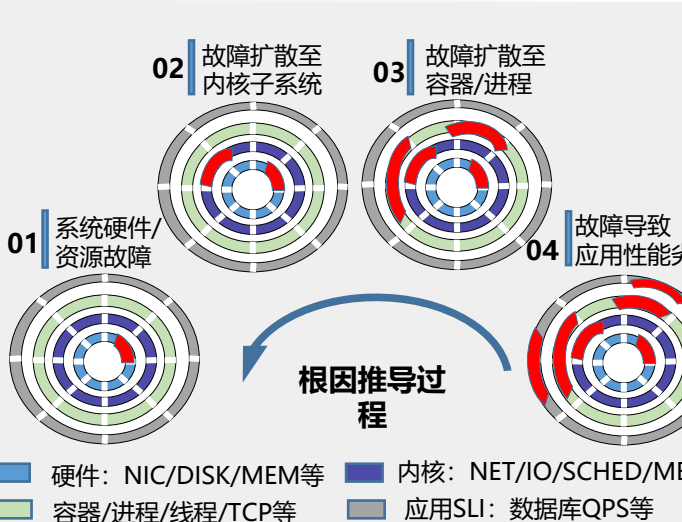 02
故障扩散至
内核子系统
03
故障扩散至
容器/进程
01
系统硬件/
资源故障
04
故障导致
应用性能劣
根因推导过
程
硬件：NIC/DISK/MEM等
内核：NET/IO/SCHED/ME
容器/进程/线程/TCP等
应用SLI：数据库QPS等